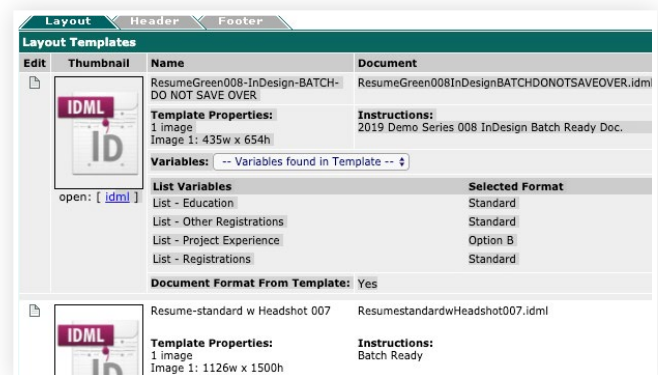 Layout Header Footer
Layout Templates
Edit Thumbnail Name Document
ResumeGreen008-InDesign-BATCH- ResumeGreen008InDesignBATCHDONOTSAVEOVER.idml
DO NOT SAVE OVER
IDML
ID
Template Properties: Instructions:
1 image 2019 Demo Series 008 InDesign Batch Ready Doc.
Image 1: 435w x 654h
Variables: -- Variables found in Template --
open: [ idml ]
List Variables Selected Format
List - Education Standard
List - Other Registrations Standard
List - Project Experience Option B
List - Registrations Standard
Document Format From Template: Yes
Resume-standard w Headshot 007 ResumestandardwHeadshot007.idml
IDML
ID
Template Properties: Instructions:
1 image Batch Ready
Image 1: 1126w x 1500h